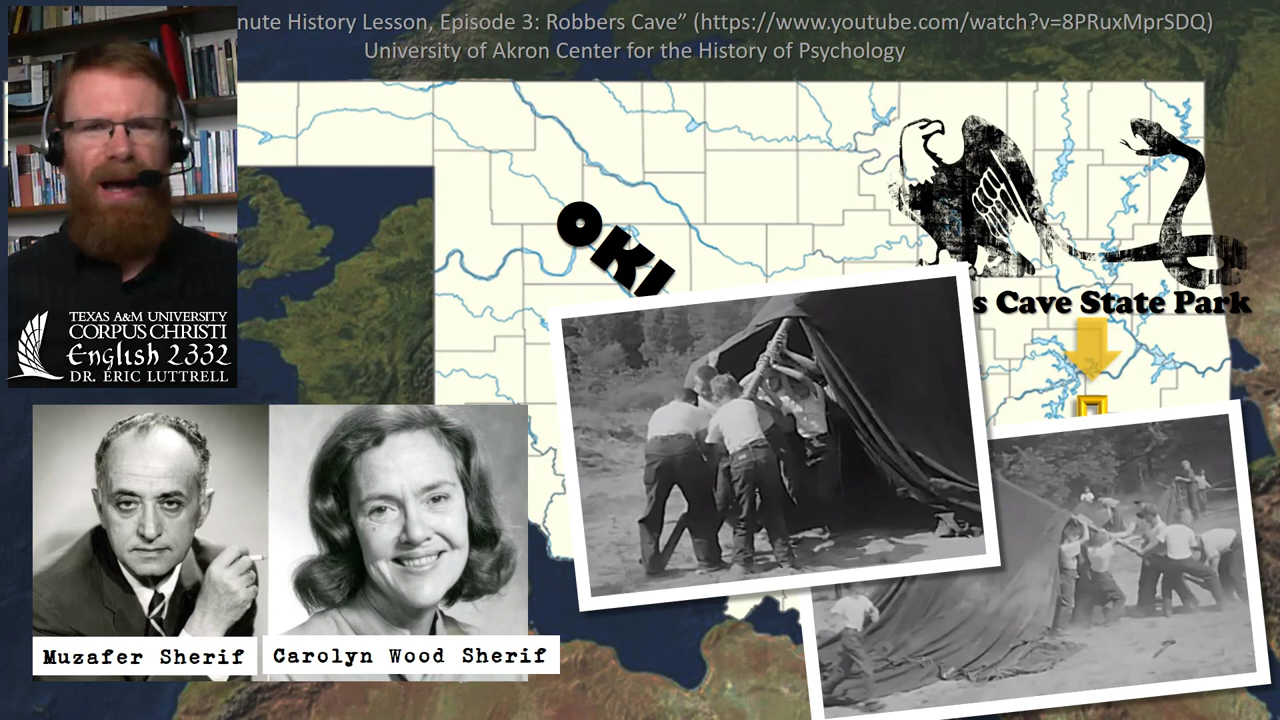 nute History Lesson, Episode 3: Robbers Cave” (https://www.youtube.com/watch?v=8PRuxMprSDQ)
University of Akron Center for the History of Psychology
OKL
s Cave State Park
TEXAS A&M UNIVERSITY
CORPUS CHRISTI
English 2332
DR. ERIC LUTTRELL
Muzafer Sherif
Carolyn Wood Sherif